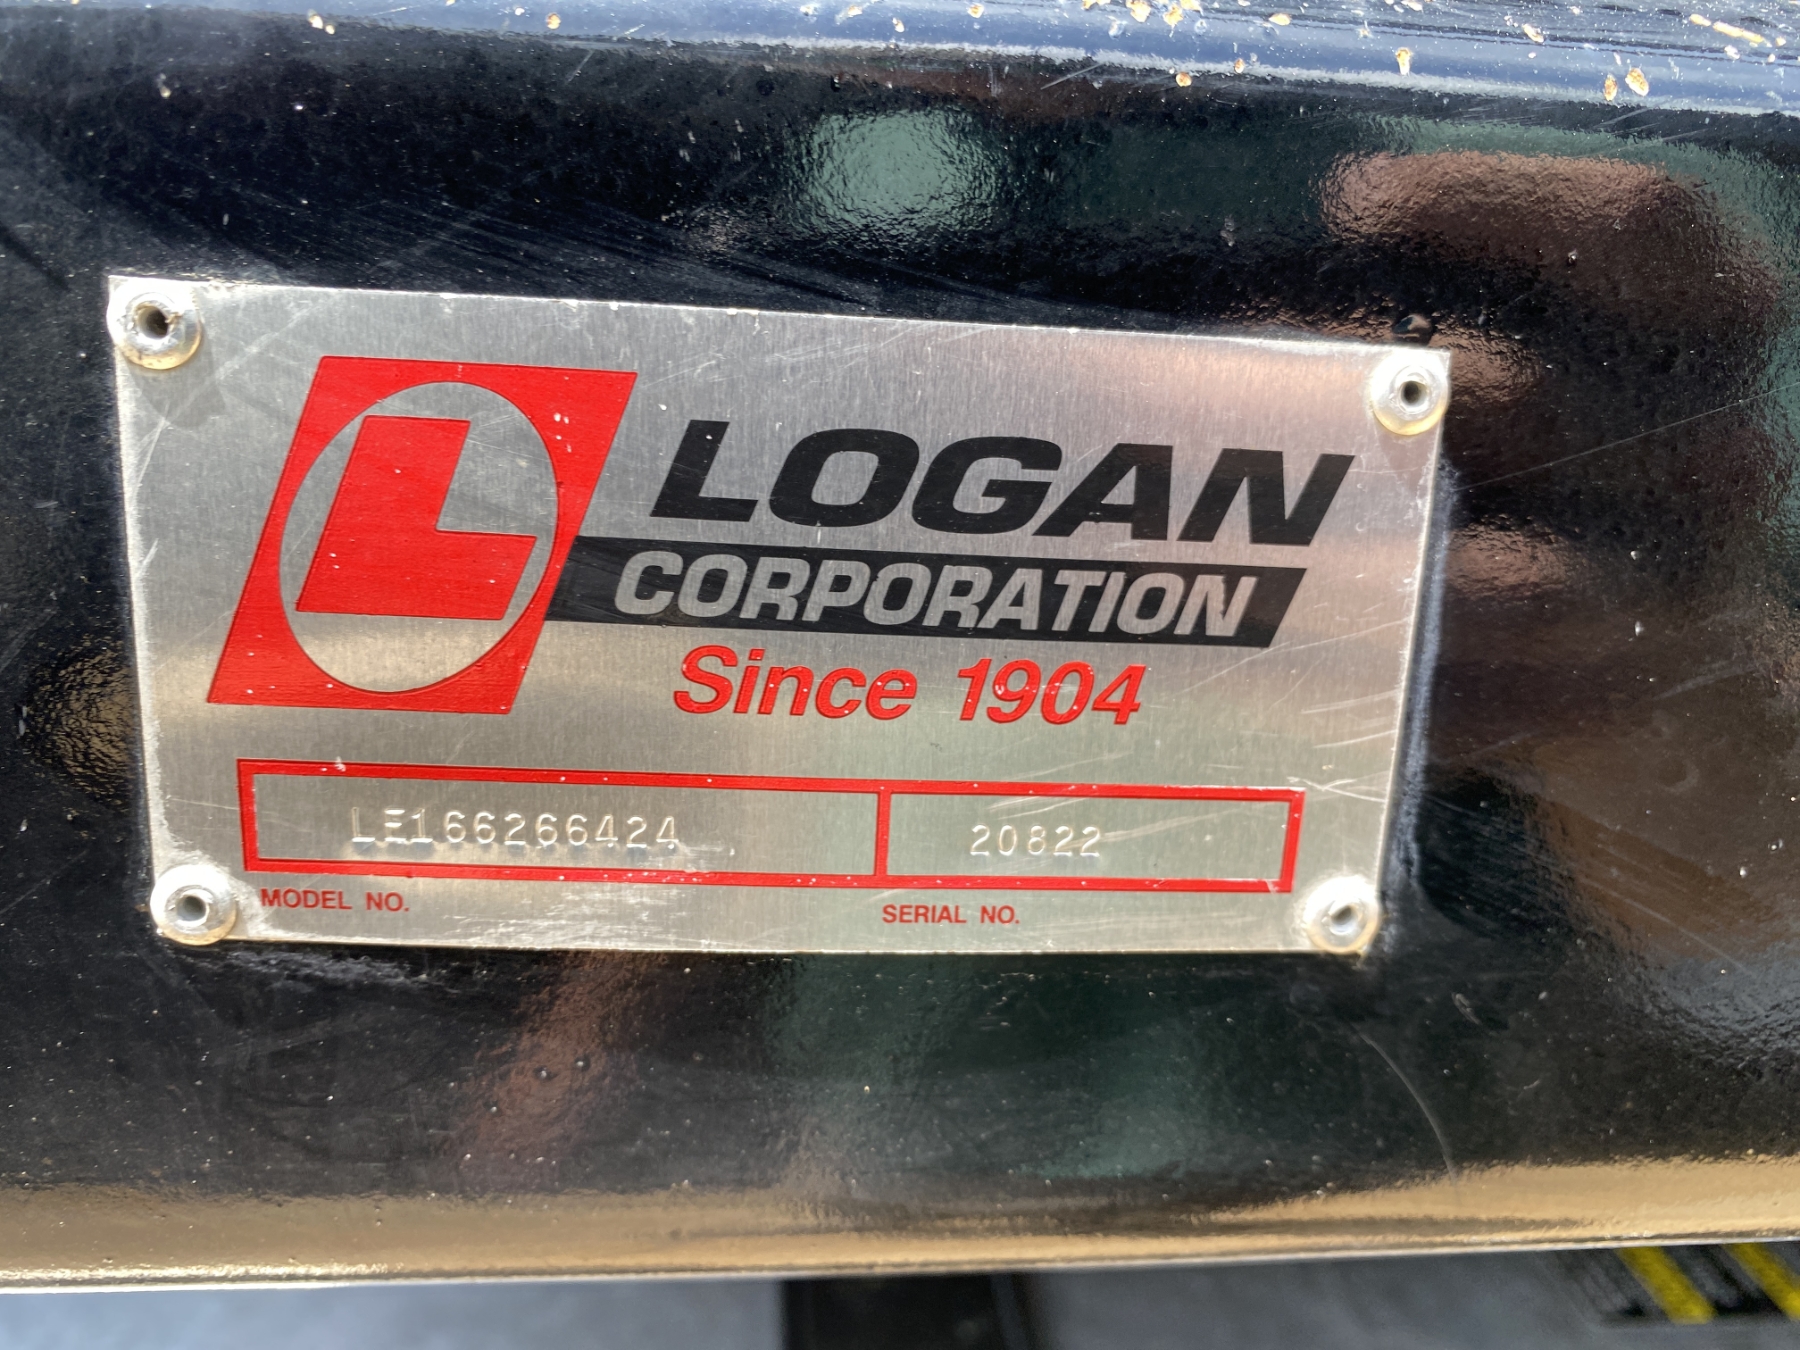 L
LOGAN
CORPORATION
Since 1904
LE166266424
20822
MODEL NO.
SERIAL NO.